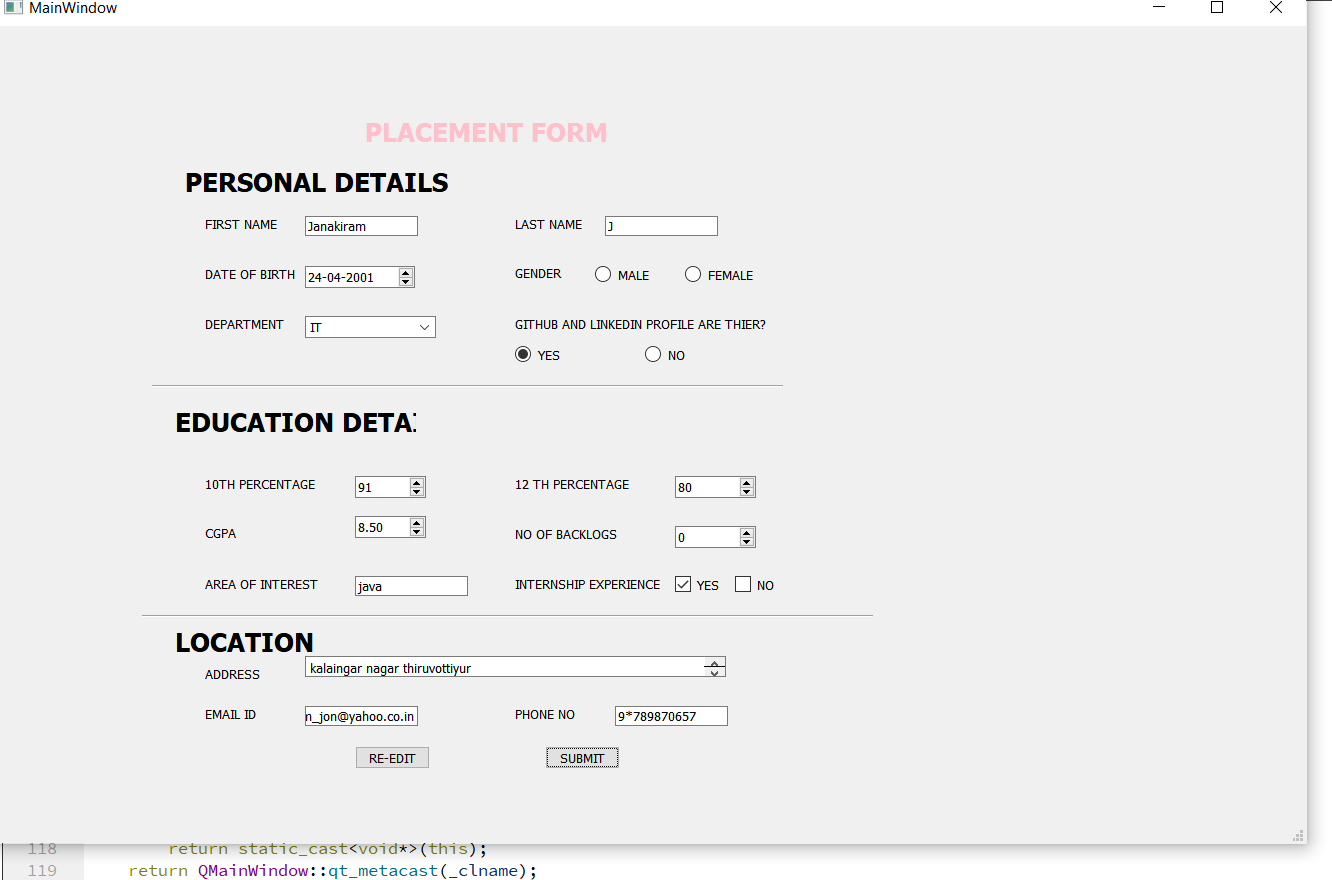 MainWindow
PLACEMENT FORM
PERSONAL DETAILS
FIRST NAME Janakiram LAST NAME J
DATE OF BIRTH 24-04-2001 GENDER MALE FEMALE
DEPARTMENT IT GITHUB AND LINKEDIN PROFILE ARE THIER?
YES NO
EDUCATION DETA
10TH PERCENTAGE 91 12 TH PERCENTAGE 80
CGPA 8.50 NO OF BACKLOGS 0
AREA OF INTEREST java INTERNSHIP EXPERIENCE YES NO
LOCATION
ADDRESS kalaingar nagar thiruvottiyur
EMAIL ID n_jon@yahoo.co.in PHONE NO 9*789870657
RE-EDIT SUBMIT
118 return static_cast<void*>(this);
119 return QMainWindow::qt_metacast(_clname);